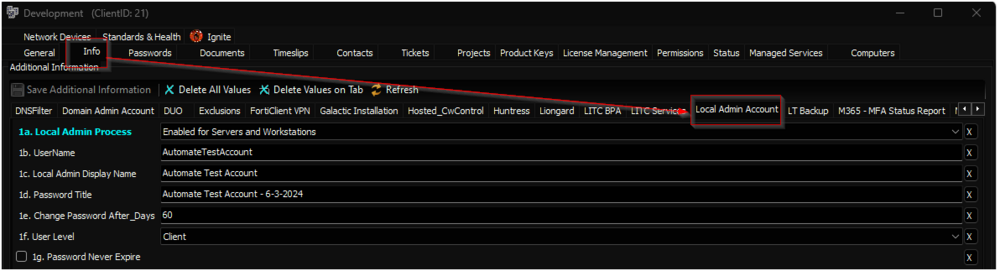 Development (ClientID: 21)
Network Devices Standards & Health Ignite
General Info Passwords Documents Timeslips Contacts Tickets Projects Product Keys License Management Permissions Status Managed Services Computers
Additional Information
Save Additional Information Delete All Values Delete Values on Tab Refresh
DNSFilter Domain Admin Account DUO Exclusions FortiClient VPN Galactic Installation Hosted_CwControl Huntress Liongard LITC BPA LITC Services Local Admin Account LT Backup M365 - MFA Status Report
1a. Local Admin Process Enabled for Servers and Workstations X
1b. UserName AutomateTestAccount X
1c. Local Admin Display Name Automate Test Account X
1d. Password Title Automate Test Account - 6-3-2024 X
1e. Change Password After_Days 60 X
1f. User Level Client X
1g. Password Never Expire X